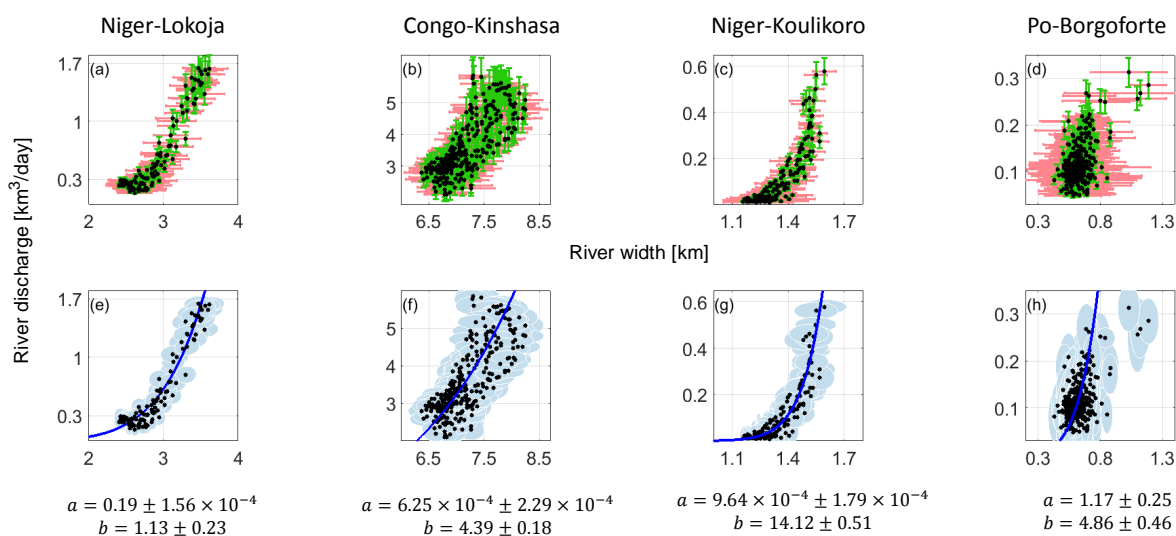 Niger-Lokoja Congo-Kinshasa Niger-Koulikoro Po-Borgoforte
(a) (b) (c) (d)
1.7
1
0.3
2 3 4
5
4
3
6.5 7.5 8.5
0.6
0.4
0.2
1.1 1.4 1.7
0.3
0.2
0.1
0.3 0.8 1.3
River discharge [km³/day]
River width [km]
(e) (f) (g) (h)
1.7
1
0.3
2 3 4
5
4
3
6.5 7.5 8.5
0.6
0.4
0.2
1.1 1.4 1.7
0.3
0.2
0.1
0.3 0.8 1.3
a = 0.19 ± 1.56 × 10⁻⁴
b = 1.13 ± 0.23
a = 6.25 × 10⁻⁴ ± 2.29 × 10⁻⁴
b = 4.39 ± 0.18
a = 9.64 × 10⁻⁴ ± 1.79 × 10⁻⁴
b = 14.12 ± 0.51
a = 1.17 ± 0.25
b = 4.86 ± 0.46